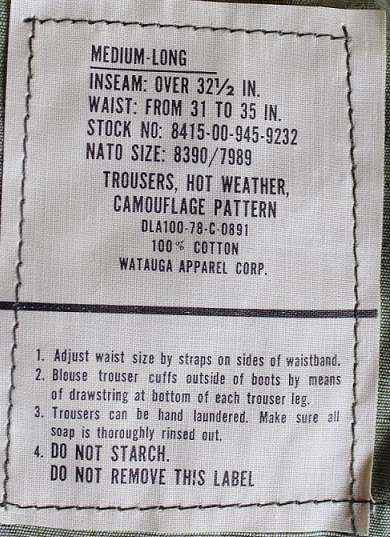 MEDIUM-LONG
INSEAM: OVER 32½ IN.
WAIST: FROM 31 TO 35 IN.
STOCK NO: 8415-00-945-9232
NATO SIZE: 8390/7989
TROUSERS, HOT WEATHER,
CAMOUFLAGE PATTERN
DLA100-78-C-0891
100% COTTON
WATAUGA APPAREL CORP.
1. Adjust waist size by straps on sides of waistband.
2. Blouse trouser cuffs outside of boots by means
of drawstring at bottom of each trouser leg.
3. Trousers can be hand laundered. Make sure all
soap is thoroughly rinsed out.
4. DO NOT STARCH.
DO NOT REMOVE THIS LABEL